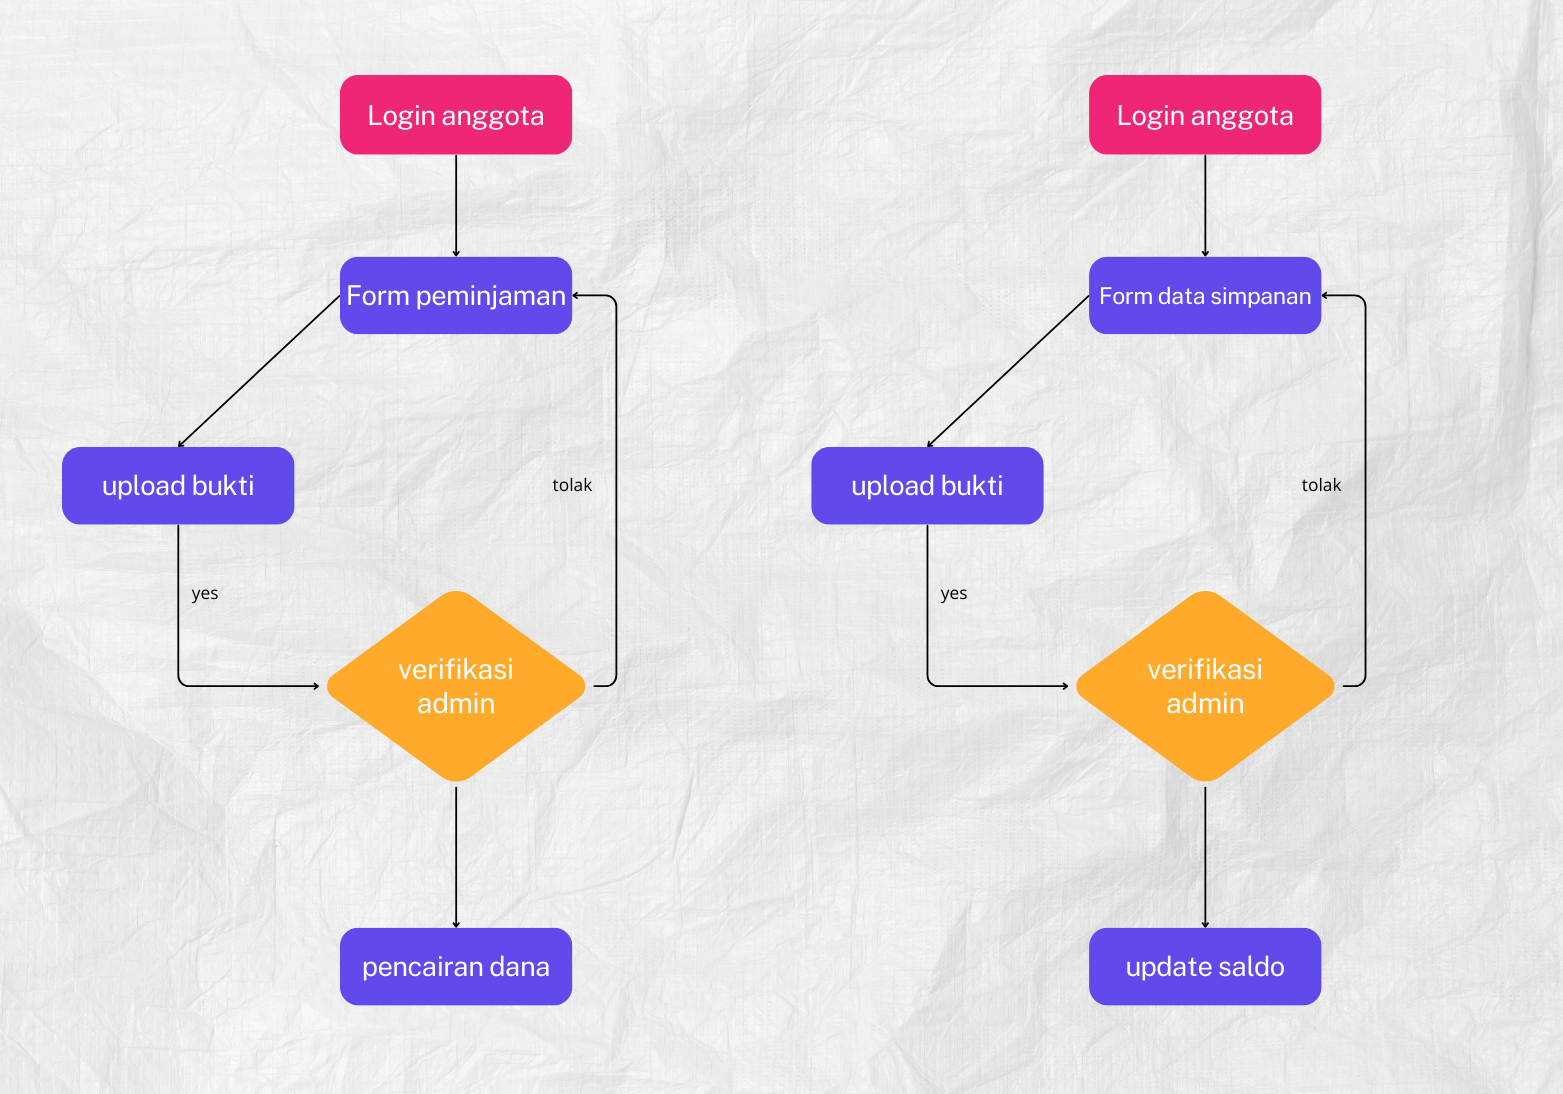 Login anggota
Form peminjaman
upload bukti
tolak
yes
verifikasi
admin
pencairan dana
Login anggota
Form data simpanan
upload bukti
tolak
yes
verifikasi
admin
update saldo